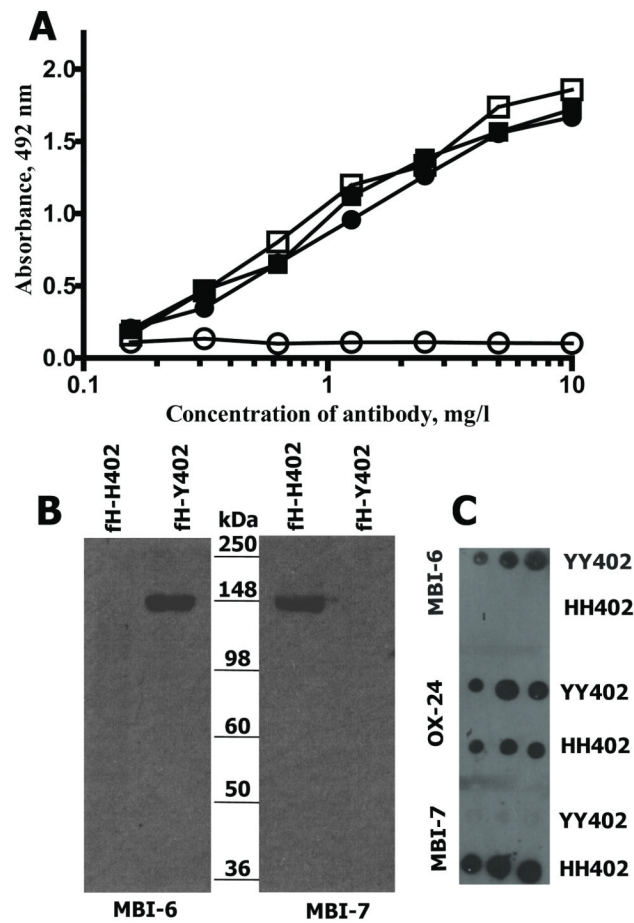 A
Absorbance, 492 nm
2.0
1.5
1.0
0.5
0.0
0.1
1
10
Concentration of antibody, mg/l
B
fH-H402
fH-Y402
kDa
fH-H402
fH-Y402
250
148
98
60
50
36
MBI-6
MBI-7
C
MBI-6
YY402
HH402
OX-24
YY402
HH402
MBI-7
YY402
HH402